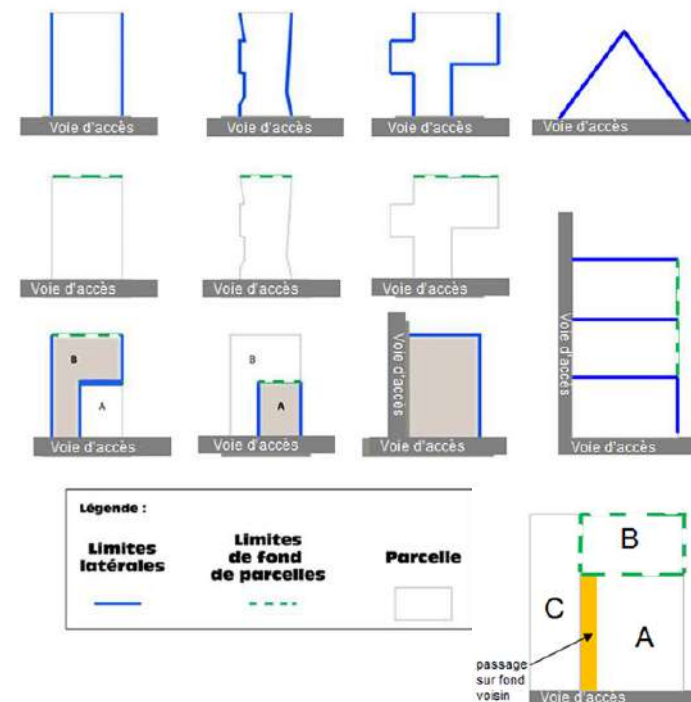 Voie d'accès
Voie d'accès
Voie d'accès
Voie d'accès
Voie d'accès
Voie d'accès
Voie d'accès
B
A
Voie d'accès
B
A
Voie d'accès
Voie d'accès
Voie d'accès
Voie d'accès
Voie d'accès
Légende :
Limites
latérales
Limites
de fond
de parcelles
Parcelle
B
C
A
passage
sur fond
voisin
Voie d'accès